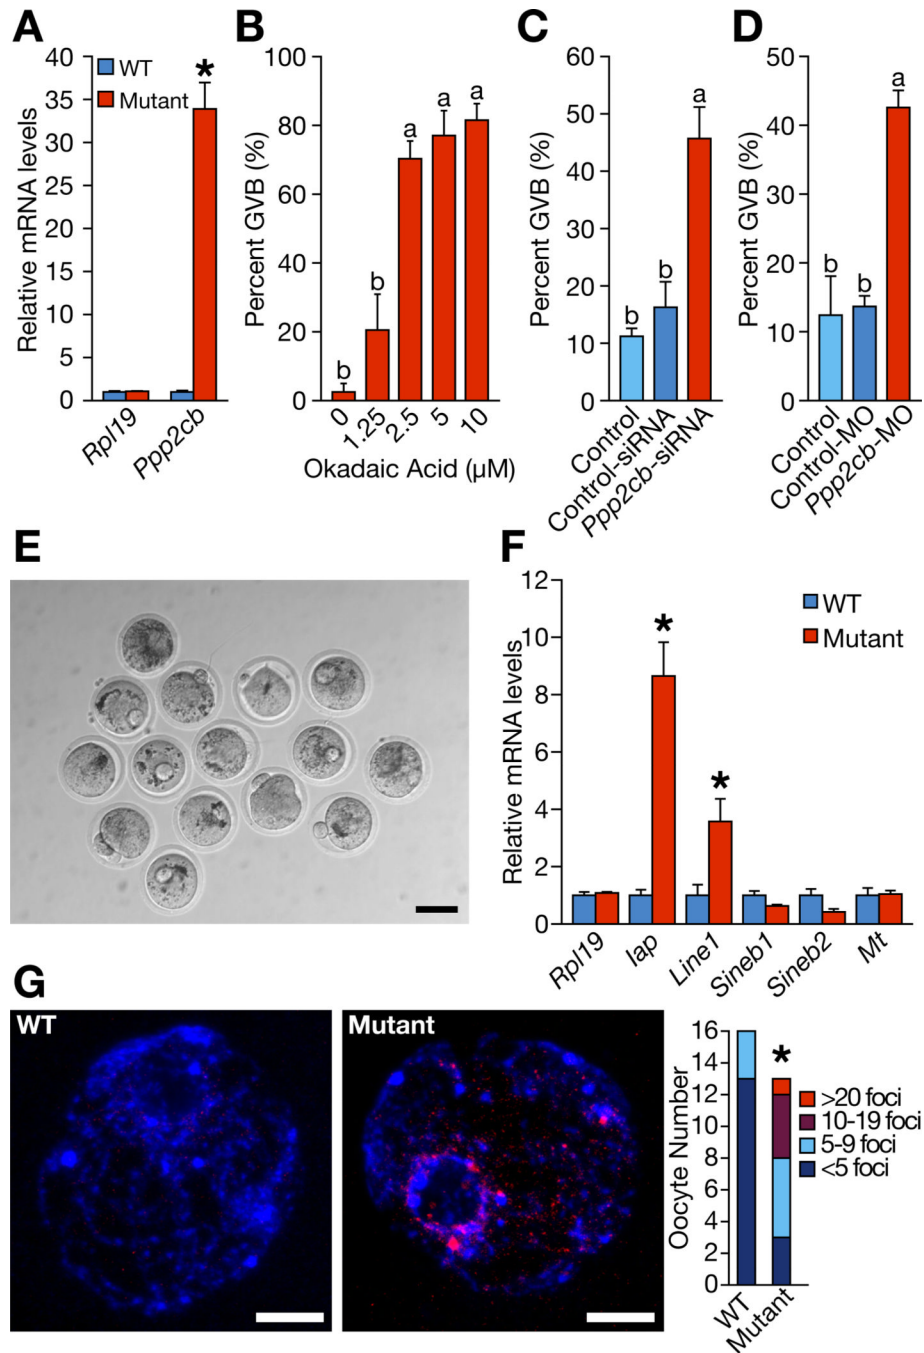 A
Relative mRNA levels
40
35
30
25
20
15
10
5
0
WT
Mutant
*
Rpl19
Ppp2cb
B
Percent GVB (%)
100
80
60
40
20
0
b
b
a
a
a
0
1.25
2.5
5
10
Okadaic Acid (µM)
C
Percent GVB (%)
60
50
40
30
20
10
0
b
b
a
Control
Control-siRNA
Ppp2cb-siRNA
D
Percent GVB (%)
50
40
30
20
10
0
b
b
a
Control
Control-MO
Ppp2cb-MO
E
F
Relative mRNA levels
12
10
8
6
4
2
0
WT
Mutant
*
*
Rpl19
Iap
Line1
Sineb1
Sineb2
Mt
G
WT
Mutant
Oocyte Number
16
14
12
10
8
6
4
2
0
*
>20 foci
10-19 foci
5-9 foci
<5 foci
WT
Mutant